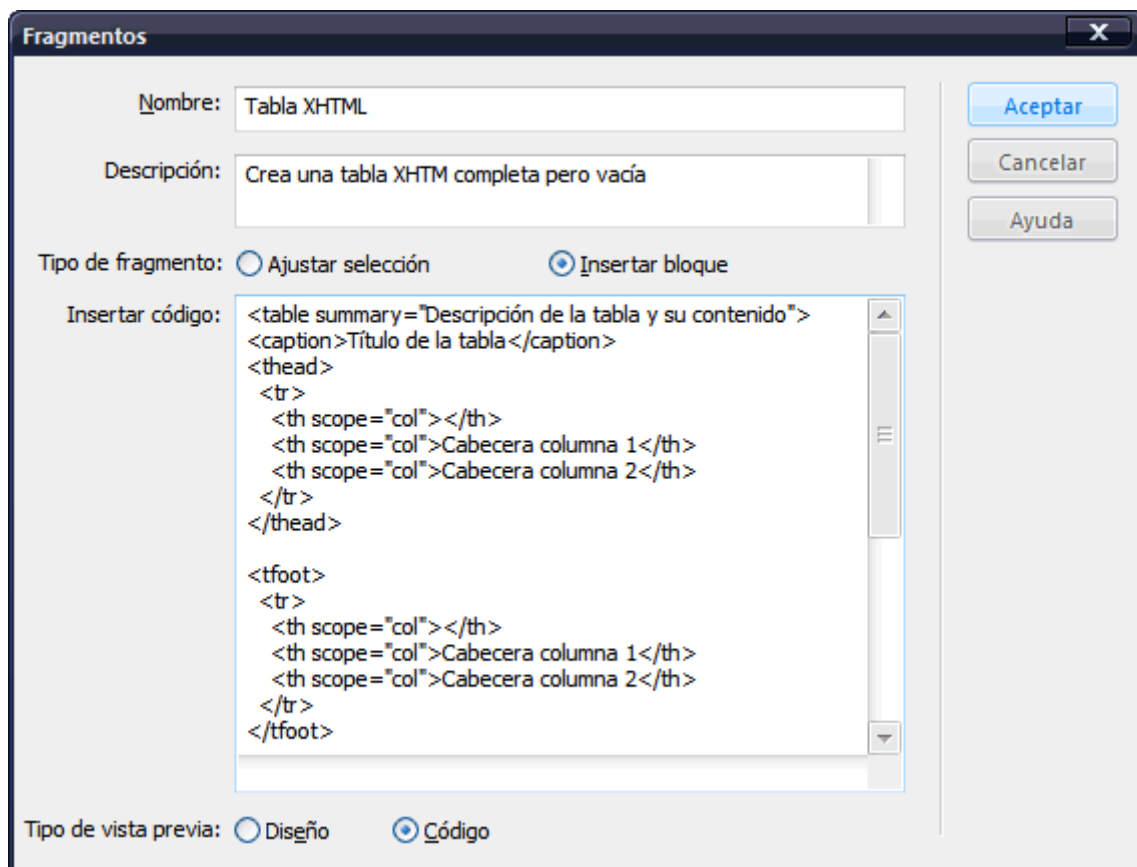 Fragmentos
Nombre: Tabla XHTML
Aceptar
Descripción: Crea una tabla XHTM completa pero vacía
Cancelar
Ayuda
Tipo de fragmento: Ajustar selección Insertar bloque
Insertar código: <table summary="Descripción de la tabla y su contenido">
<caption>Título de la tabla</caption>
<thead>
<tr>
<th scope="col"></th>
<th scope="col">Cabecera columna 1</th>
<th scope="col">Cabecera columna 2</th>
</tr>
</thead>
<tfoot>
<tr>
<th scope="col"></th>
<th scope="col">Cabecera columna 1</th>
<th scope="col">Cabecera columna 2</th>
</tr>
</tfoot>
Tipo de vista previa: Diseño Código